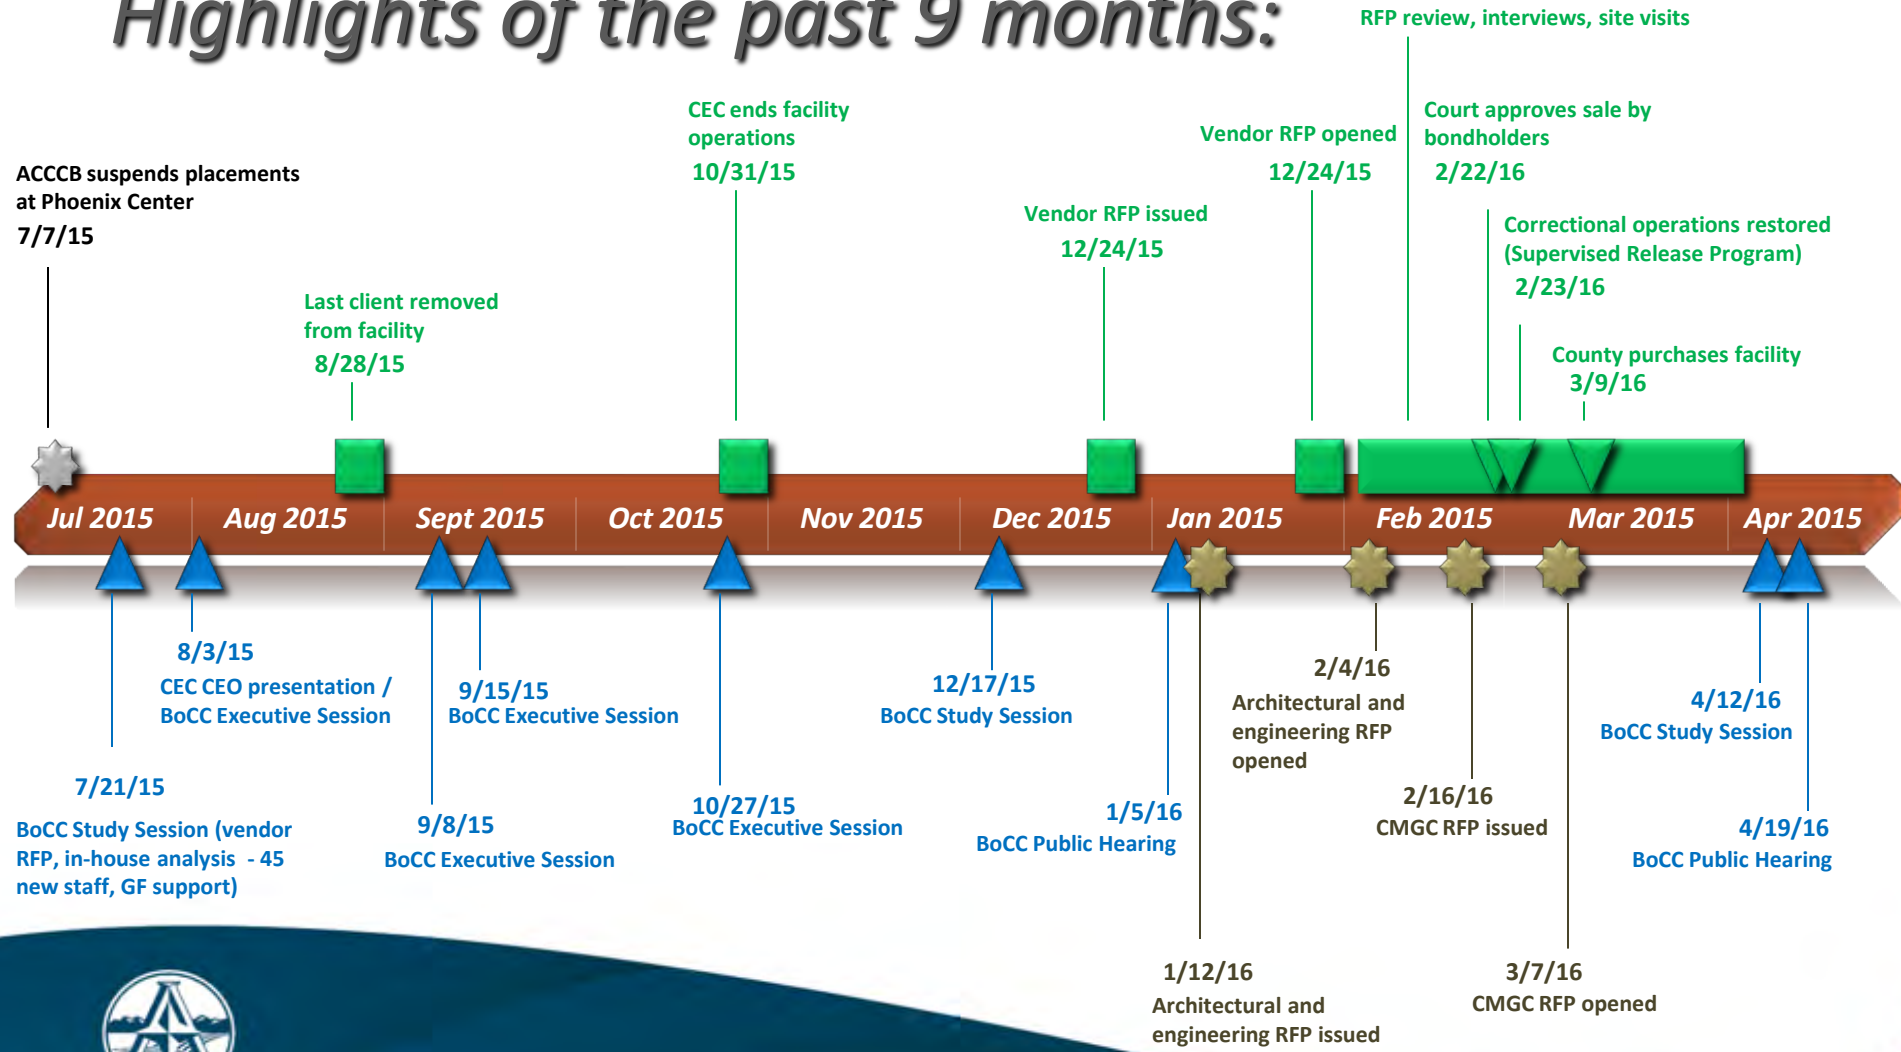 Highlights of the past 9 months:
RFP review, interviews, site visits
CEC ends facility
operations
10/31/15
Court approves sale by
bondholders
2/22/16
Vendor RFP opened
12/24/15
ACCCB suspends placements
at Phoenix Center
7/7/15
Vendor RFP issued
12/24/15
Correctional operations restored
(Supervised Release Program)
2/23/16
Last client removed
from facility
8/28/15
County purchases facility
3/9/16
Jul 2015
Aug 2015
Sept 2015
Oct 2015
Nov 2015
Dec 2015
Jan 2015
Feb 2015
Mar 2015
Apr 2015
8/3/15
CEC CEO presentation /
BoCC Executive Session
9/15/15
BoCC Executive Session
12/17/15
BoCC Study Session
2/4/16
Architectural and
engineering RFP
opened
4/12/16
BoCC Study Session
7/21/15
BoCC Study Session (vendor
RFP, in-house analysis - 45
new staff, GF support)
9/8/15
BoCC Executive Session
10/27/15
BoCC Executive Session
1/5/16
BoCC Public Hearing
2/16/16
CMGC RFP issued
4/19/16
BoCC Public Hearing
1/12/16
Architectural and
engineering RFP issued
3/7/16
CMGC RFP opened